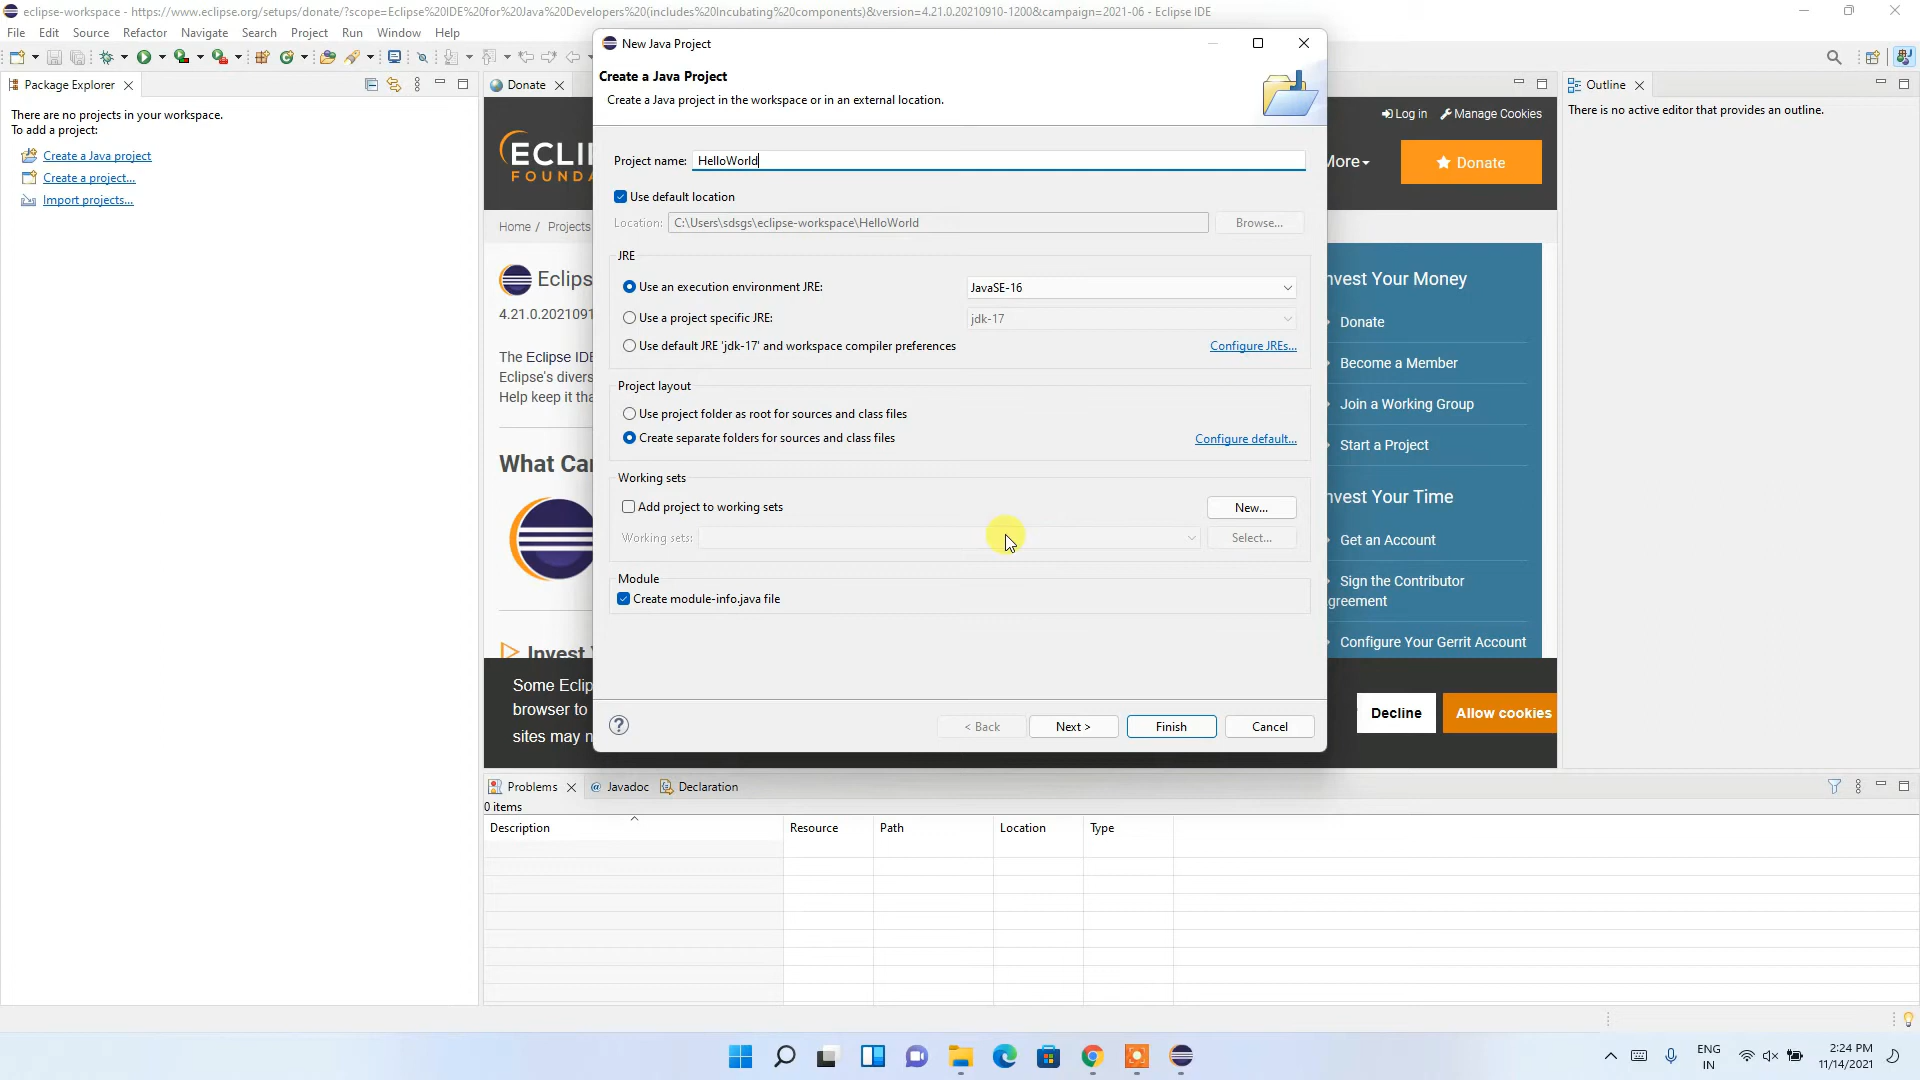 eclipse-workspace - https://www.eclipse.org/setups/donate/?scope=Eclipse%20IDE%20for%20Java%20Developers%20(includes%20Incubating%20components)&version=4.21.0.20210910-1200&campaign=2021-06 - Eclipse IDE
File Edit Source Refactor Navigate Search Project Run Window Help
Package Explorer
There are no projects in your workspace.
To add a project:
Create a Java project
Create a project...
Import projects...
Donate
ECLI
FOUNDA
Home / Projects
Eclips
4.21.0.2021091
The Eclipse IDE
Eclipse's divers
Help keep it tha
What Ca
Invest Y
Some Eclip
browser to
sites may n
New Java Project
Create a Java Project
Create a Java project in the workspace or in an external location.
Project name: HelloWorld
Use default location
Location: C:\Users\sdsgs\eclipse-workspace\HelloWorld Browse...
JRE
Use an execution environment JRE: JavaSE-16
Use a project specific JRE: jdk-17
Use default JRE 'jdk-17' and workspace compiler preferences Configure JREs...
Project layout
Use project folder as root for sources and class files
Create separate folders for sources and class files Configure default...
Working sets
Add project to working sets New...
Working sets: Select...
Module
Create module-info.java file
< Back Next > Finish Cancel
Log in Manage Cookies
More Donate
nvest Your Money
Donate
Become a Member
Join a Working Group
Start a Project
nvest Your Time
Get an Account
Sign the Contributor
greement
Configure Your Gerrit Account
Decline Allow cookies
Outline
There is no active editor that provides an outline.
Problems @ Javadoc Declaration
0 items
Description Resource Path Location Type
ENG
IN
2:24 PM
11/14/2021